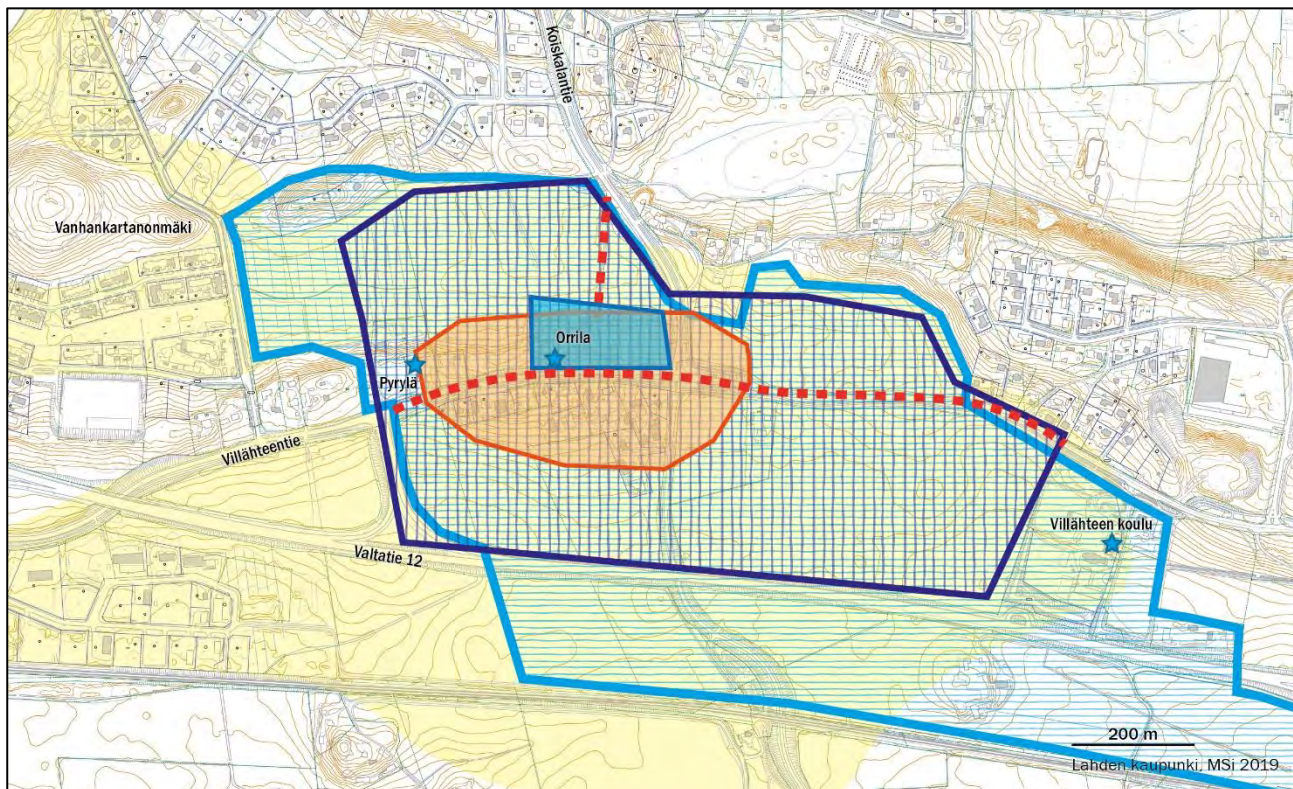 Koiskalantie
Vanhankartanonmäki
Orrila
Pyrylä
Villähteentie
Villähteen koulu
Valtatie 12
200 m
Lahden kaupunki, MSi 2019